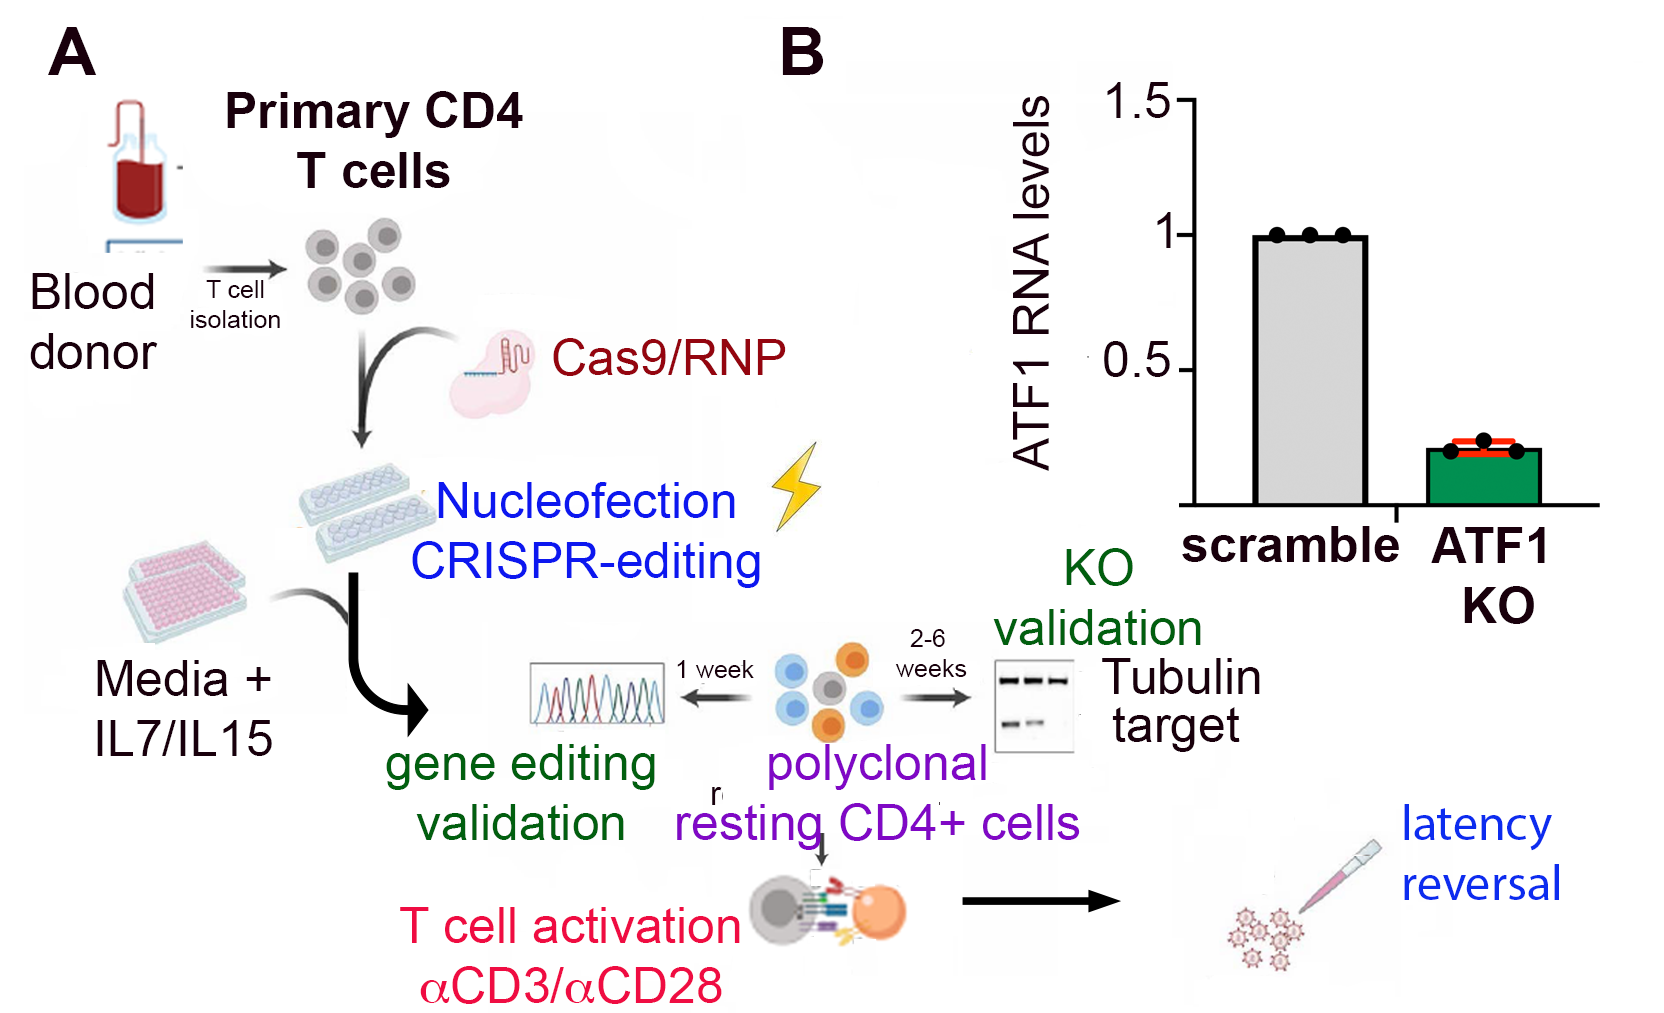 A
Primary CD4
T cells
Blood
donor
T cell
isolation
Cas9/RNP
Nucleofection
CRISPR-editing
Media +
IL7/IL15
1 week
2-6
weeks
KO
validation
Tubulin
target
gene editing
validation
polyclonal
r
resting CD4+ cells
T cell activation
αCD3/αCD28
latency
reversal
B
ATF1 RNA levels
1.5
1
0.5
scramble
ATF1
KO